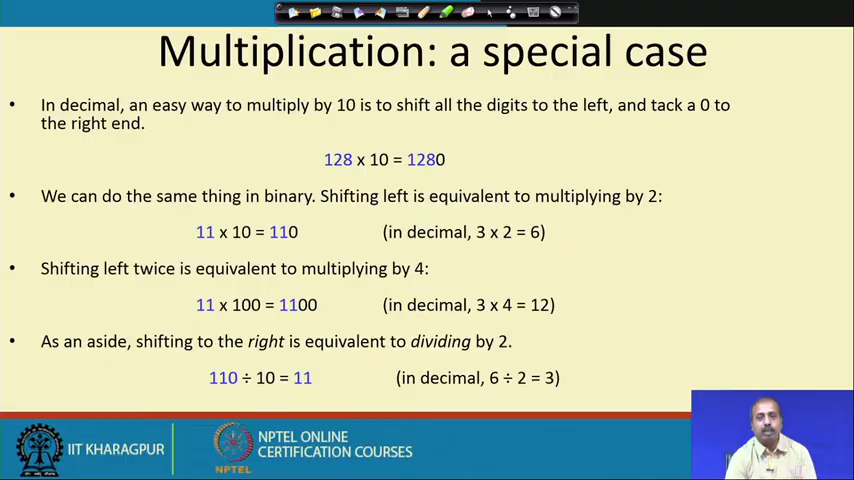 Multiplication: a special case
• In decimal, an easy way to multiply by 10 is to shift all the digits to the left, and tack a 0 to
the right end.
128 x 10 = 1280
• We can do the same thing in binary. Shifting left is equivalent to multiplying by 2:
11 x 10 = 110 (in decimal, 3 x 2 = 6)
• Shifting left twice is equivalent to multiplying by 4:
11 x 100 = 1100 (in decimal, 3 x 4 = 12)
• As an aside, shifting to the right is equivalent to dividing by 2.
110 ÷ 10 = 11 (in decimal, 6 ÷ 2 = 3)
IIT KHARAGPUR
NPTEL
NPTEL ONLINE
CERTIFICATION COURSES